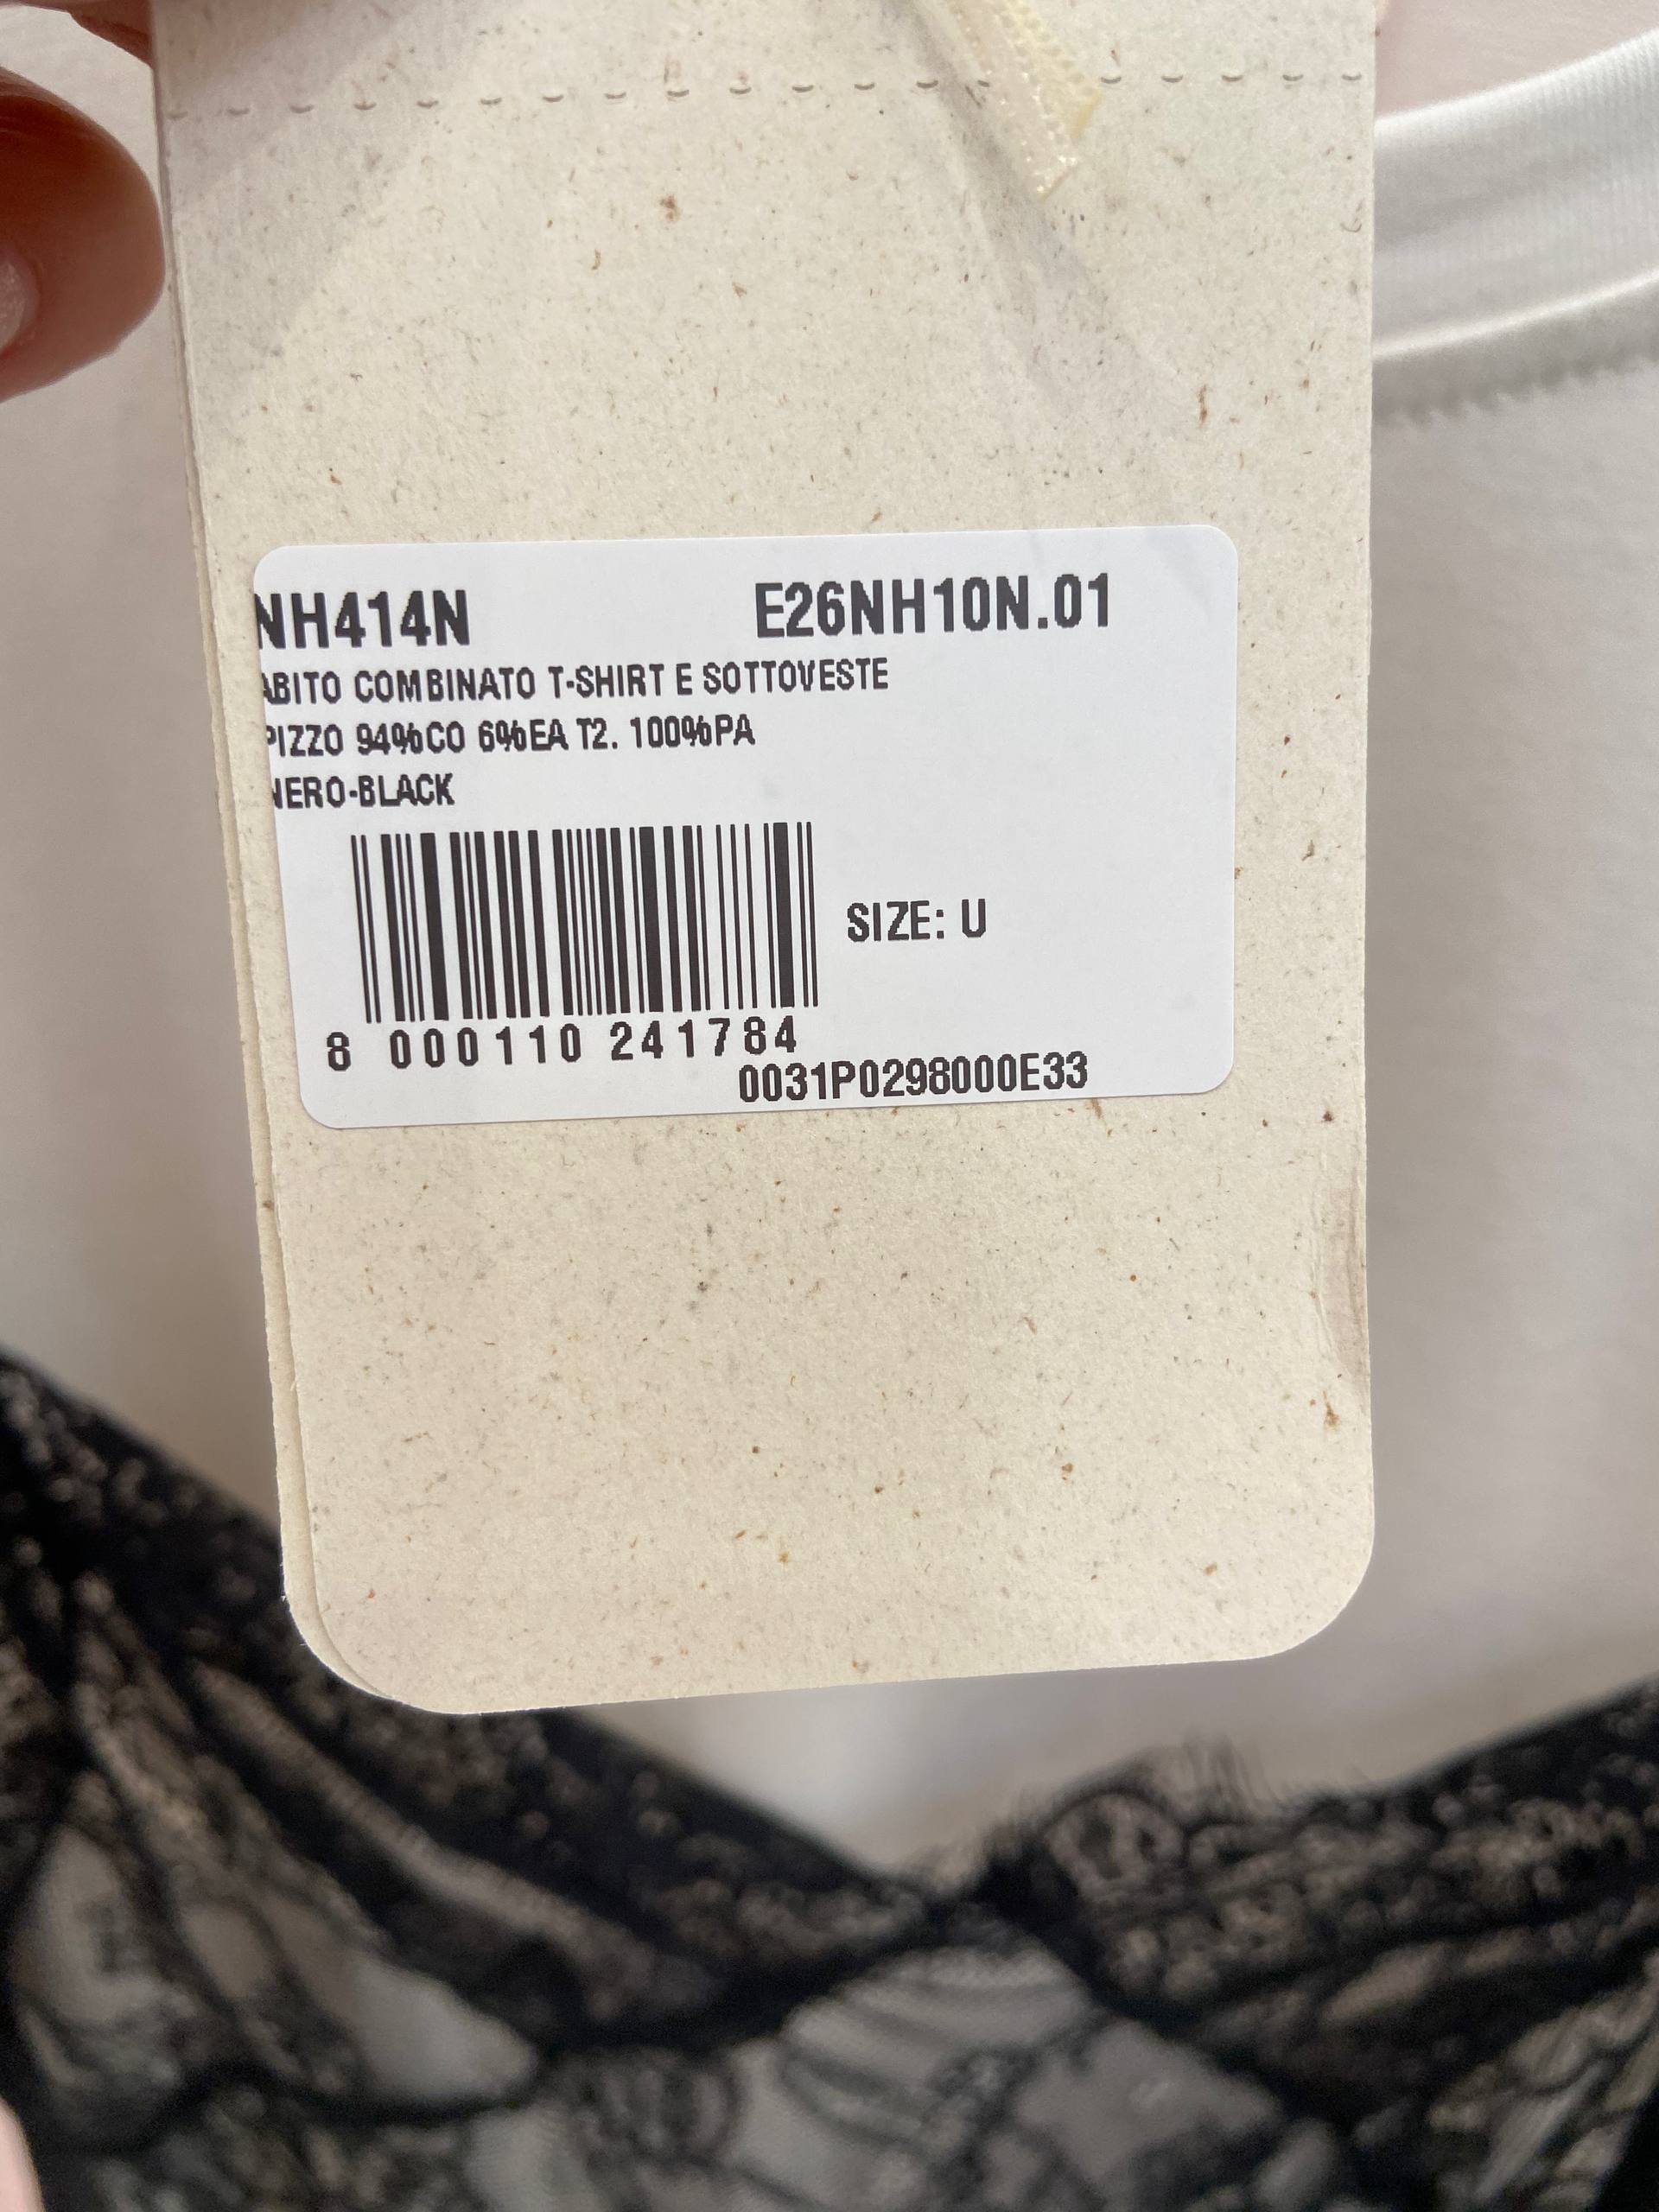 NH414N E26NH10N.01
ABITO COMBINATO T-SHIRT E SOTTOVESTE
PIZZO 94%CO 6%EA T2. 100%PA
NERO-BLACK
SIZE: U
8 000110 241784
0031P0298000E33